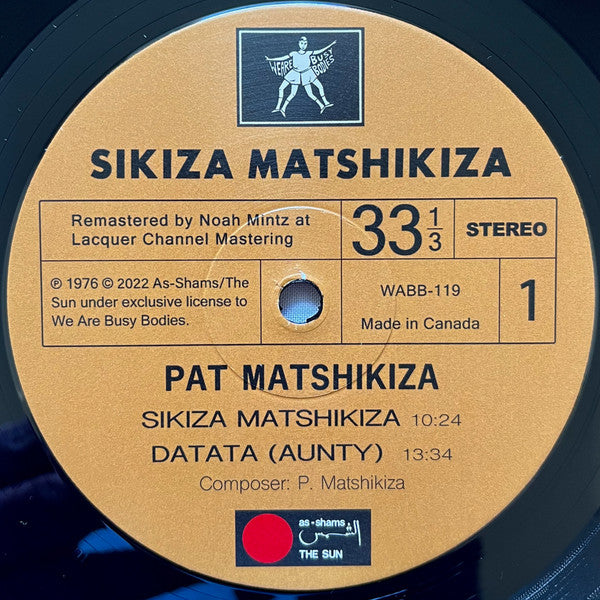 WE ARE BUSY BODIES
SIKIZA MATSHIKIZA
Remastered by Noah Mintz at
Lacquer Channel Mastering
33 1/3
STEREO
℗ 1976 © 2022 As-Shams/The
Sun under exclusive license to
We Are Busy Bodies.
WABB-119
Made in Canada
1
PAT MATSHIKIZA
SIKIZA MATSHIKIZA 10:24
DATATA (AUNTY) 13:34
Composer: P. Matshikiza
as-shams
الشمس
THE SUN